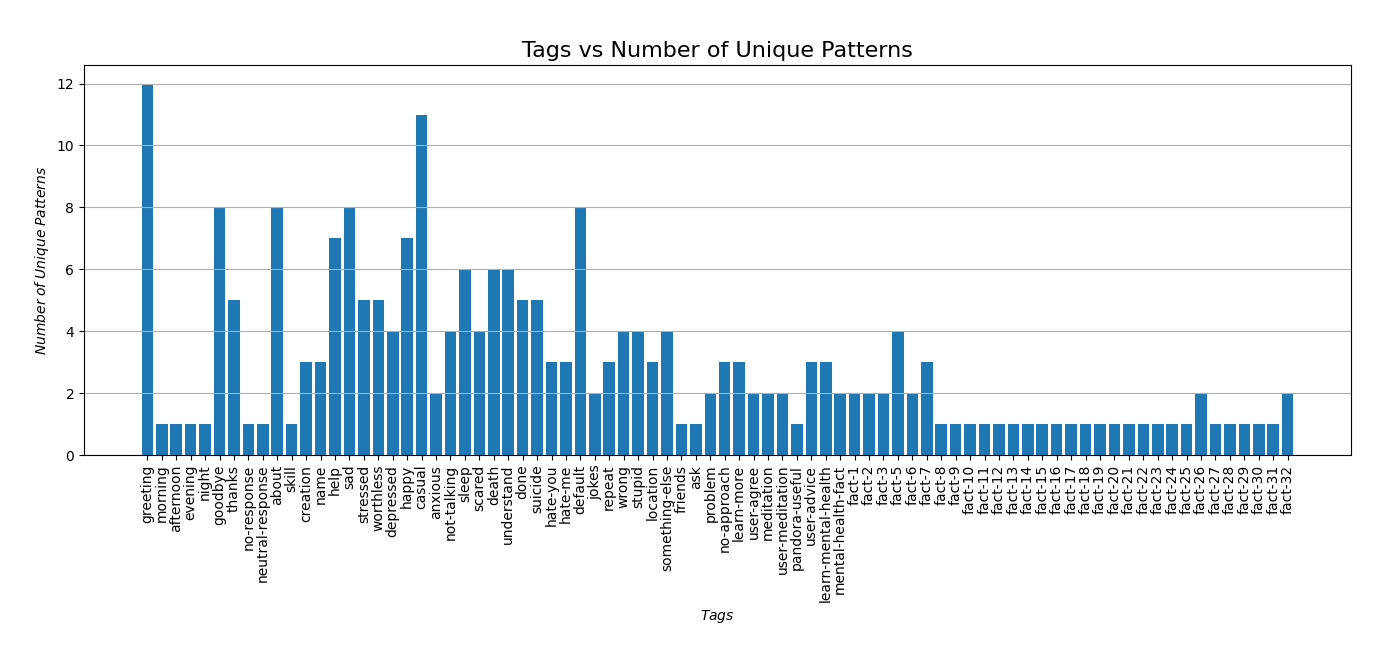 Tags vs Number of Unique Patterns
Number of Unique Patterns
12
10
8
6
4
2
0
greeting
morning
afternoon
evening
night
goodbye
thanks
no-response
neutral-response
about
skill
creation
name
help
sad
stressed
worthless
depressed
happy
casual
anxious
not-talking
sleep
scared
death
understand
done
suicide
hate-you
hate-me
default
jokes
repeat
wrong
stupid
location
something-else
friends
ask
problem
no-approach
learn-more
user-agree
meditation
user-meditation
pandora-useful
user-advice
learn-mental-health
mental-health-fact
fact-1
fact-2
fact-3
fact-5
fact-6
fact-7
fact-8
fact-9
fact-10
fact-11
fact-12
fact-13
fact-14
fact-15
fact-16
fact-17
fact-18
fact-19
fact-20
fact-21
fact-22
fact-23
fact-24
fact-25
fact-26
fact-27
fact-28
fact-29
fact-30
fact-31
fact-32
Tags